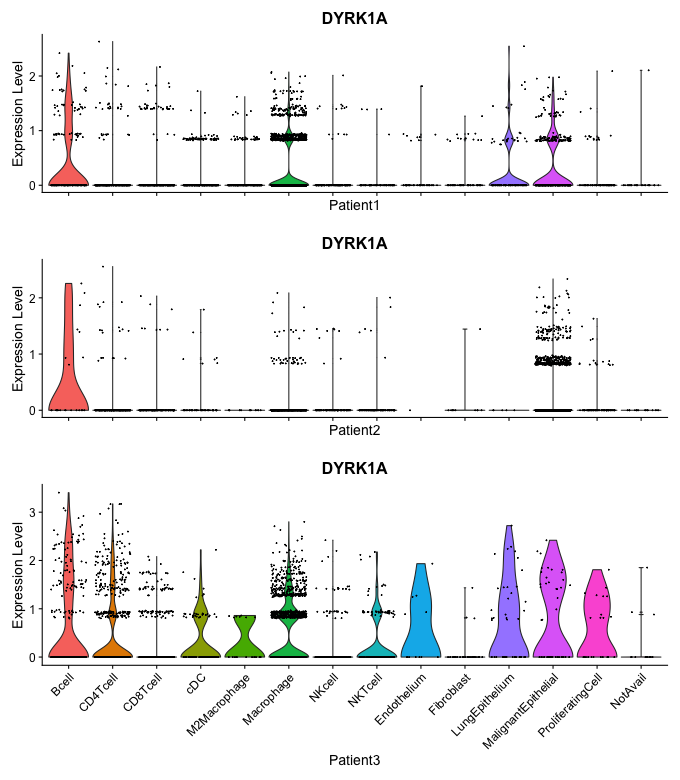 DYRK1A
Expression Level
2
1
0
Patient1
DYRK1A
Expression Level
2
1
0
Patient2
DYRK1A
Expression Level
3
2
1
0
Bcell
CD4Tcell
CD8Tcell
cDC
M2Macrophage
Macrophage
NKcell
NKTcell
Endothelium
Fibroblast
LungEpithelium
MalignantEpithelial
ProliferatingCell
NotAvail
Patient3